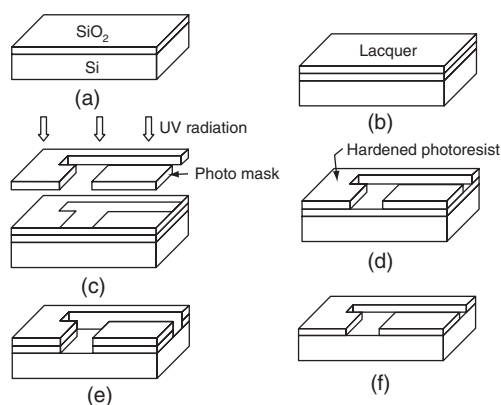 SiO₂
Si
(a)
Lacquer
(b)
UV radiation
Photo mask
(c)
Hardened photoresist
(d)
(e)
(f)